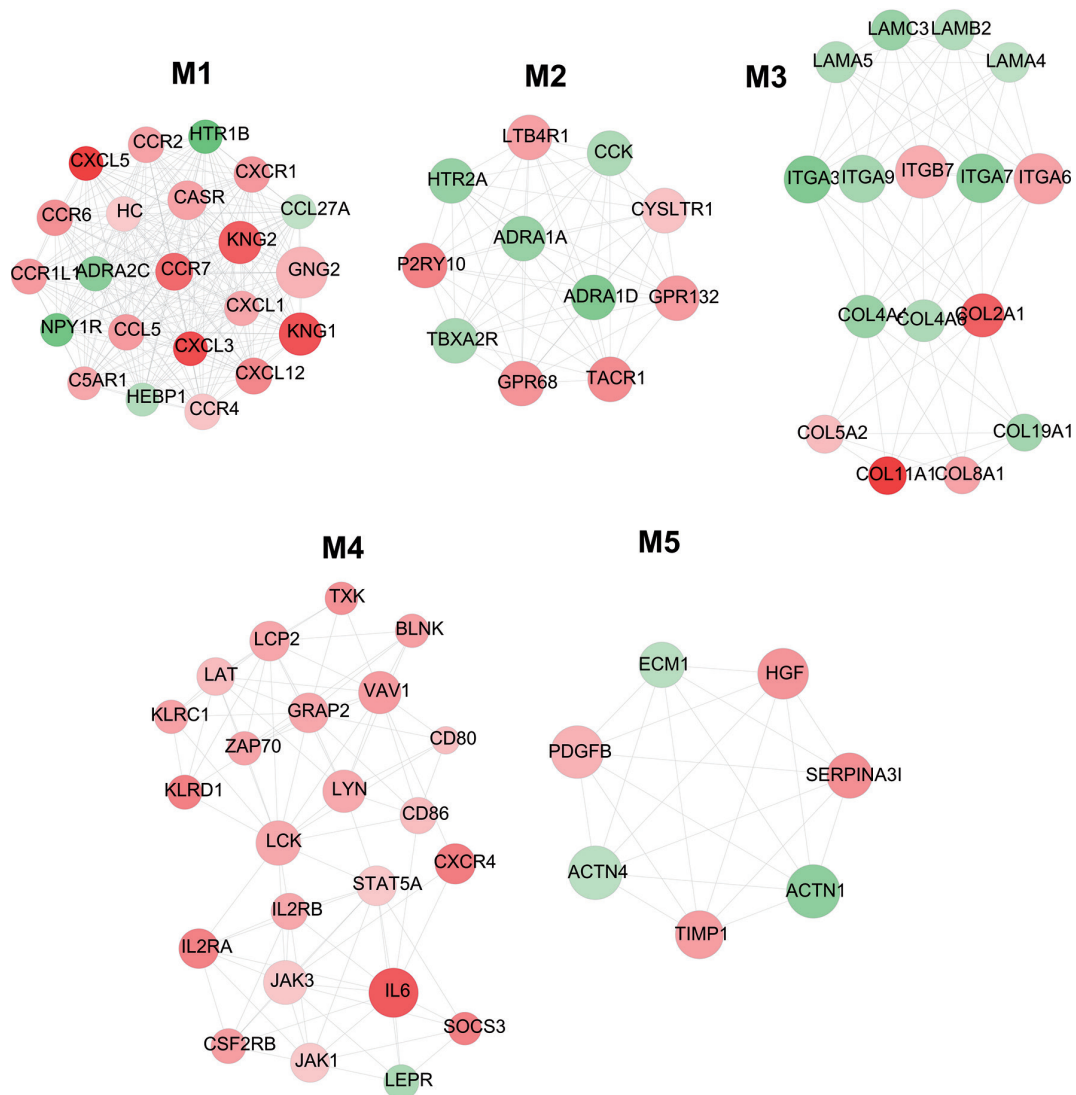 M1
HTR1B
CCR2
CXCL5
CXCR1
CASR
CCL27A
HC
CCR6
KNG2
GNG2
CCR1L1
ADRA2C
CCR7
CXCL1
NPY1R
CCL5
KNG1
CXCL3
CXCL12
C5AR1
HEBP1
CCR4
M2
LTB4R1
CCK
HTR2A
CYSLTR1
ADRA1A
P2RY10
ADRA1D
GPR132
TBXA2R
GPR68
TACR1
M3
LAMC3
LAMB2
LAMA5
LAMA4
ITGA3
ITGA9
ITGB7
ITGA7
ITGA6
COL4A6
COL2A1
COL5A2
COL19A1
COL11A1
COL8A1
M4
TXK
BLNK
LCP2
LAT
VAV1
KLRC1
GRAP2
ZAP70
CD80
KLRD1
LYN
CD86
LCK
CXCR4
STAT5A
IL2RB
IL2RA
JAK3
IL6
SOCS3
CSF2RB
JAK1
LEPR
M5
ECM1
HGF
PDGFB
SERPINA3I
ACTN4
ACTN1
TIMP1